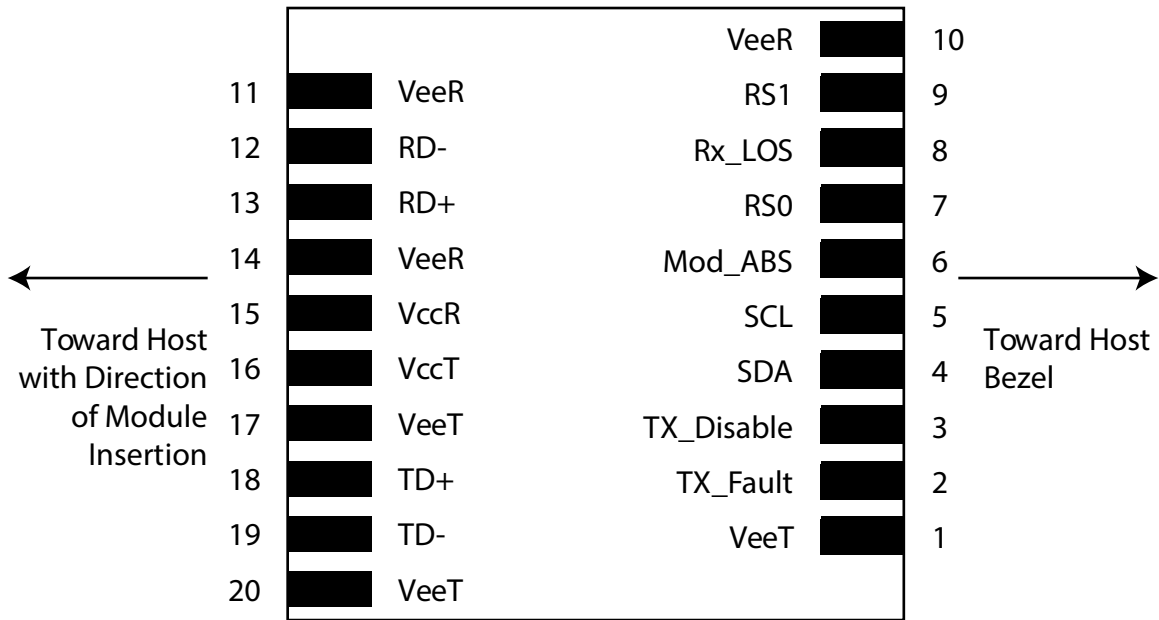 VeeR 10
11 VeeR RS1 9
12 RD- Rx_LOS 8
13 RD+ RS0 7
14 VeeR Mod_ABS 6
15 VccR SCL 5
16 VccT SDA 4
17 VeeT TX_Disable 3
18 TD+ TX_Fault 2
19 TD- VeeT 1
20 VeeT
Toward Host
with Direction
of Module
Insertion
Toward Host
Bezel